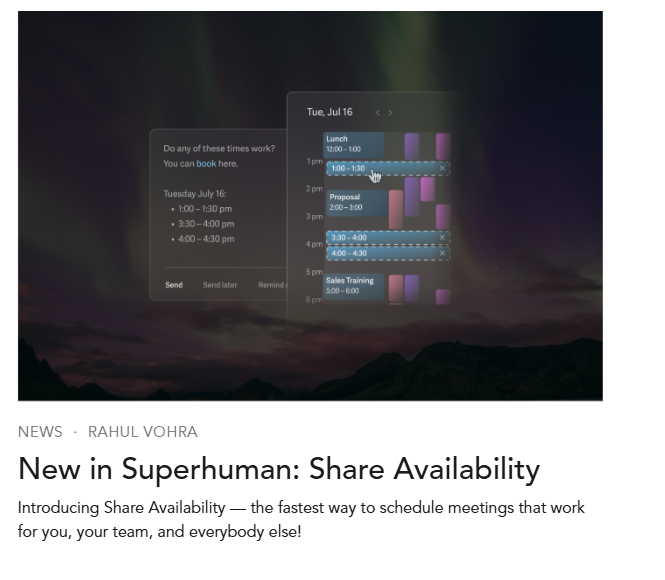 Do any of these times work?
You can book here.
Tuesday July 16:
• 1:00 – 1:30 pm
• 3:30 – 4:00 pm
• 4:00 – 4:30 pm
Send Send later Remind
Tue, Jul 16 < >
Lunch
12:00 – 1:00
1 pm
1:00 – 1:30 ×
2 pm
Proposal
2:00 – 3:00
3 pm
3:30 – 4:00 ×
4 pm
4:00 – 4:30 ×
5 pm
Sales Training
5:00 – 6:00
6 pm
NEWS · RAHUL VOHRA
New in Superhuman: Share Availability
Introducing Share Availability — the fastest way to schedule meetings that work
for you, your team, and everybody else!